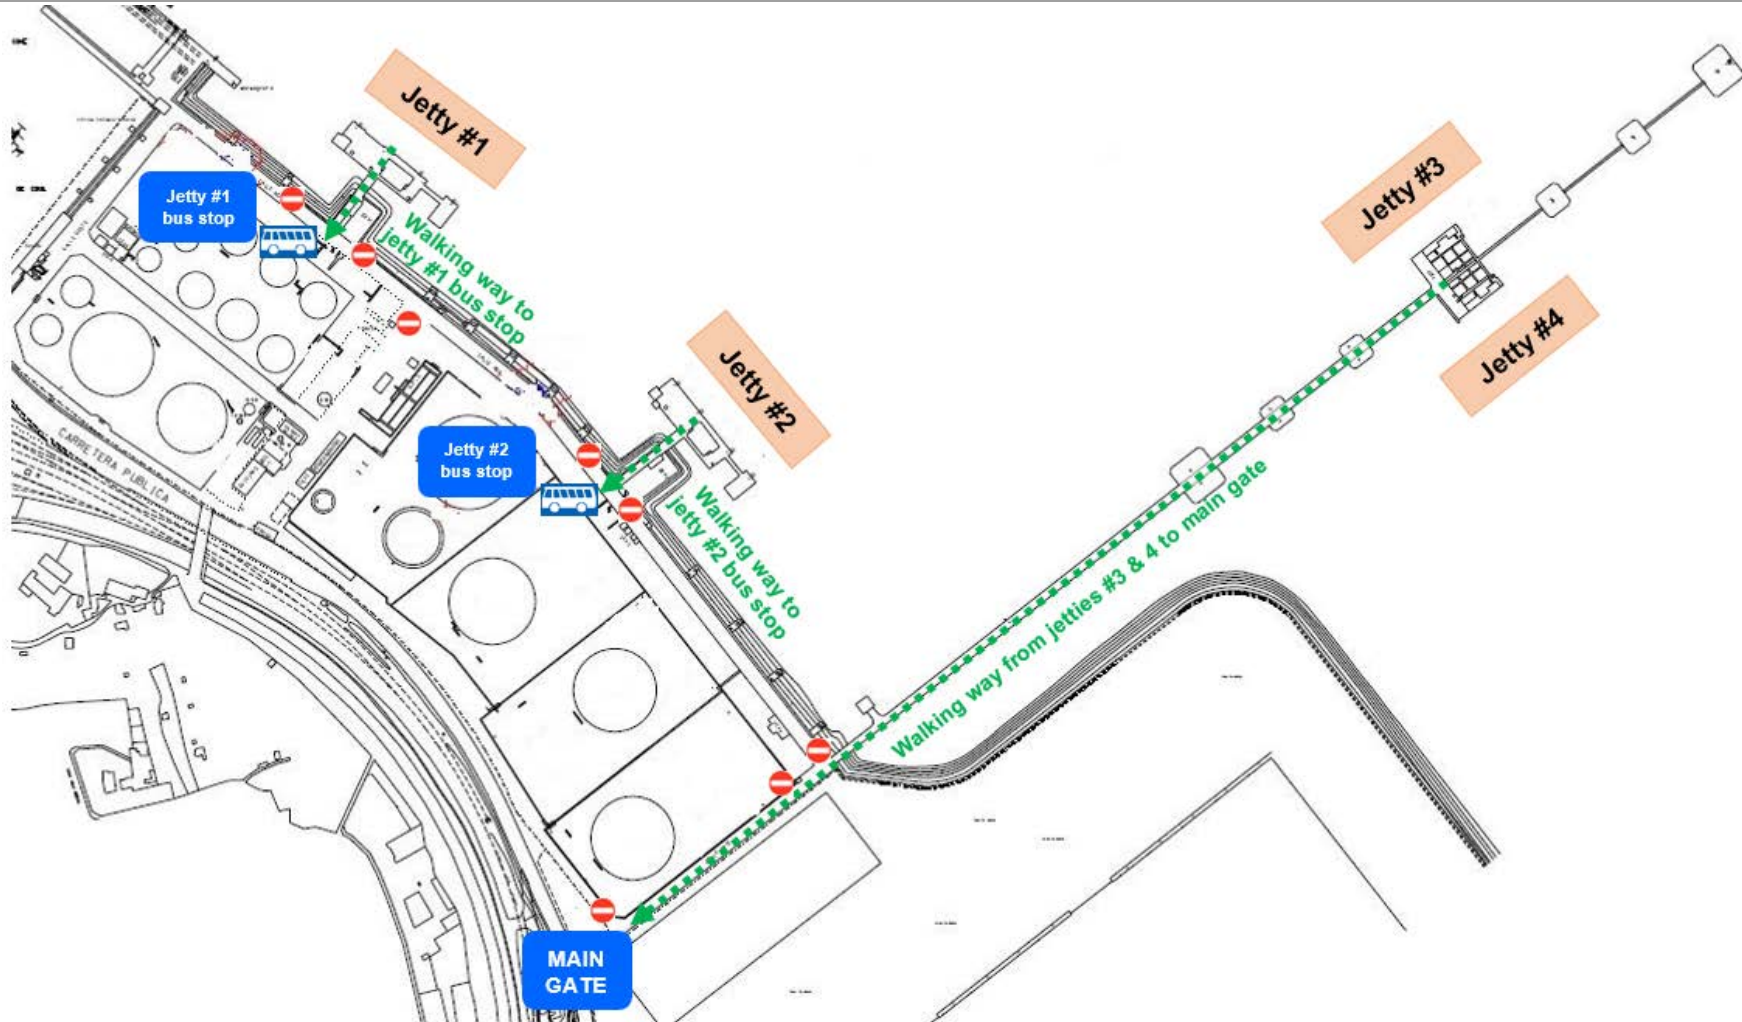 Jetty #1
Jetty #3
Jetty #1
bus stop
Walking way to
jetty #1 bus stop
Jetty #4
Jetty #2
Jetty #2
bus stop
CARRETERA PUBLICA
Walking way to
jetty #2 bus stop
Walking way from jetties #3 & 4 to main gate
MAIN
GATE